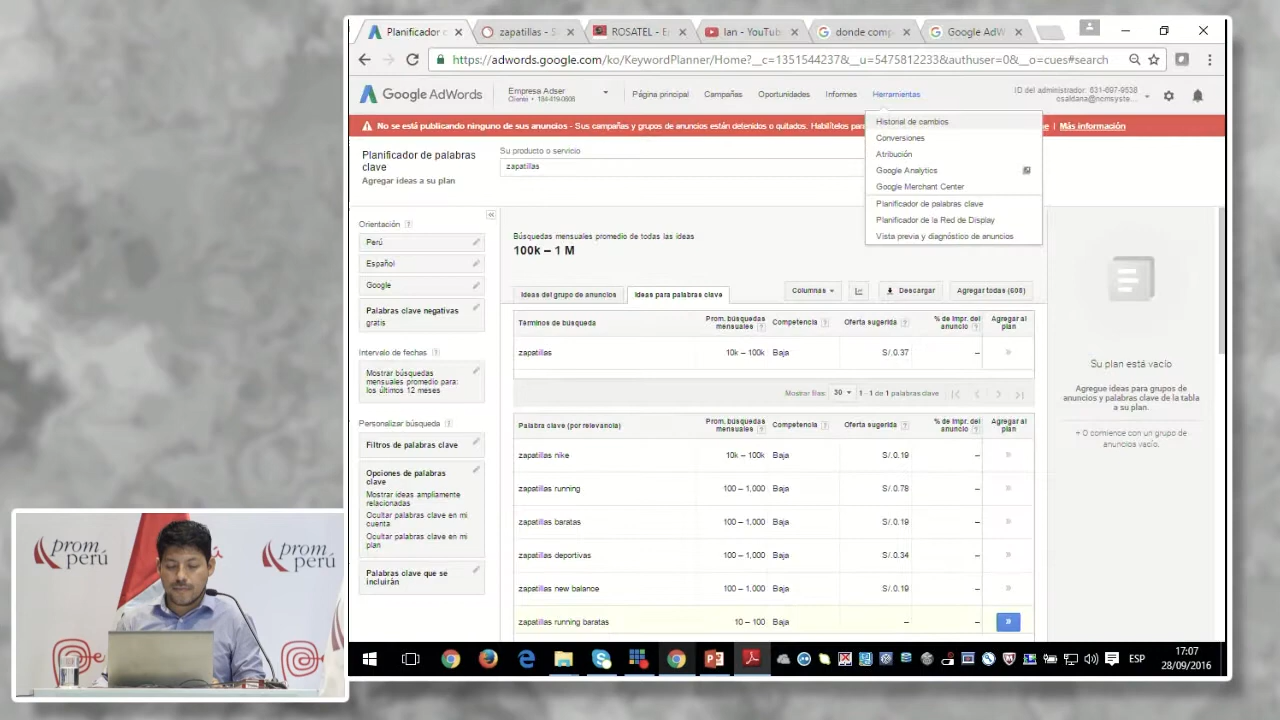 Planificador c
zapatillas - S
ROSATEL - E
Ian - YouTub
donde comp
Google AdW
https://adwords.google.com/ko/KeywordPlanner/Home?__c=1351544237&__u=54758122338&authuser=0&__o=cues#search
Google AdWords
Empresa Adser
Página principal
Campañas
Oportunidades
Informes
Herramientas
ID del administrador: 631-697-9538
csaldana@ncmsyste...
No se está publicando ninguno de sus anuncios - Sus campañas y grupos de anuncios están detenidos o quitados. Habilítelos para
Más información
Historial de cambios
Conversiones
Atribución
Google Analytics
Google Merchant Center
Planificador de palabras clave
Planificador de la Red de Display
Vista previa y diagnóstico de anuncios
Planificador de palabras
clave
Agregar ideas a su plan
Su producto o servicio
zapatillas
Orientación ?
Perú
Español
Google
Palabras clave negativas
gratis
Intervalo de fechas ?
Mostrar búsquedas
mensuales promedio para:
los últimos 12 meses
Personalizar búsqueda ?
Filtros de palabras clave
Opciones de palabras
clave
Mostrar ideas ampliamente
relacionadas
Ocultar palabras clave en mi
cuenta
Ocultar palabras clave en mi
plan
Palabras clave que se
incluirán
Búsquedas mensuales promedio de todas las ideas
100k – 1 M
Ideas del grupo de anuncios
Ideas para palabras clave
Columnas
Descargar
Agregar todas (608)
Términos de búsqueda
Prom. búsquedas
mensuales ?
Competencia ?
Oferta sugerida ?
% de impr. del
anuncio ?
Agregar al
plan
zapatillas 10k – 100k Baja S/.0.37 – »
Mostrar filas: 30 1 - 1 de 1 palabras clave
Palabra clave (por relevancia)
Prom. búsquedas
mensuales ?
Competencia ?
Oferta sugerida ?
% de impr. del
anuncio ?
Agregar al
plan
zapatillas nike 10k – 100k Baja S/.0.19 – »
zapatillas running 100 – 1,000 Baja S/.0.78 – »
zapatillas baratas 100 – 1,000 Baja S/.0.19 – »
zapatillas deportivas 100 – 1,000 Baja S/.0.34 – »
zapatillas new balance 100 – 1,000 Baja S/.0.19 – »
zapatillas running baratas 10 – 100 Baja – – »
Su plan está vacío
Agregue ideas para grupos de
anuncios y palabras clave de la tabla
a su plan.
+ O comience con un grupo de
anuncios vacío.
ESP
17:07
28/09/2016
prom
perú
prom
perú